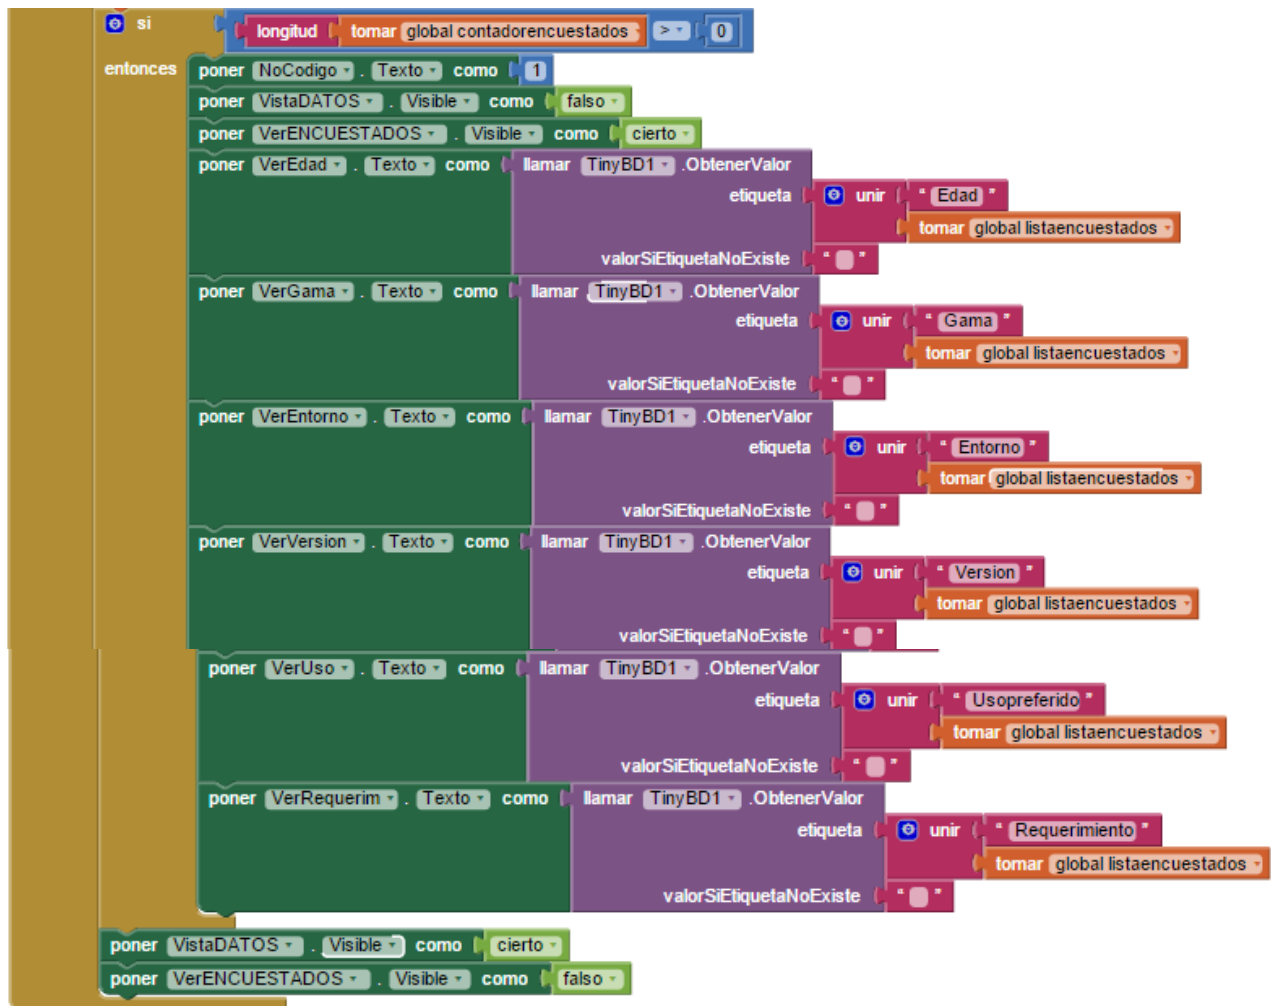 si longitud tomar global contadorencuestados > 0
entonces poner NoCodigo . Texto como 1
poner VistaDATOS . Visible como falso
poner VerENCUESTADOS . Visible como cierto
poner VerEdad . Texto como llamar TinyBD1 .ObtenerValor
etiqueta unir " Edad "
tomar global listaencuestados
valorSiEtiquetaNoExiste " "
poner VerGama . Texto como llamar TinyBD1 .ObtenerValor
etiqueta unir " Gama "
tomar global listaencuestados
valorSiEtiquetaNoExiste " "
poner VerEntorno . Texto como llamar TinyBD1 .ObtenerValor
etiqueta unir " Entorno "
tomar global listaencuestados
valorSiEtiquetaNoExiste " "
poner VerVersion . Texto como llamar TinyBD1 .ObtenerValor
etiqueta unir " Version "
tomar global listaencuestados
valorSiEtiquetaNoExiste " "
poner VerUso . Texto como llamar TinyBD1 .ObtenerValor
etiqueta unir " Usopreferido "
tomar global listaencuestados
valorSiEtiquetaNoExiste " "
poner VerRequerim . Texto como llamar TinyBD1 .ObtenerValor
etiqueta unir " Requerimiento "
tomar global listaencuestados
valorSiEtiquetaNoExiste " "
poner VistaDATOS . Visible como cierto
poner VerENCUESTADOS . Visible como falso